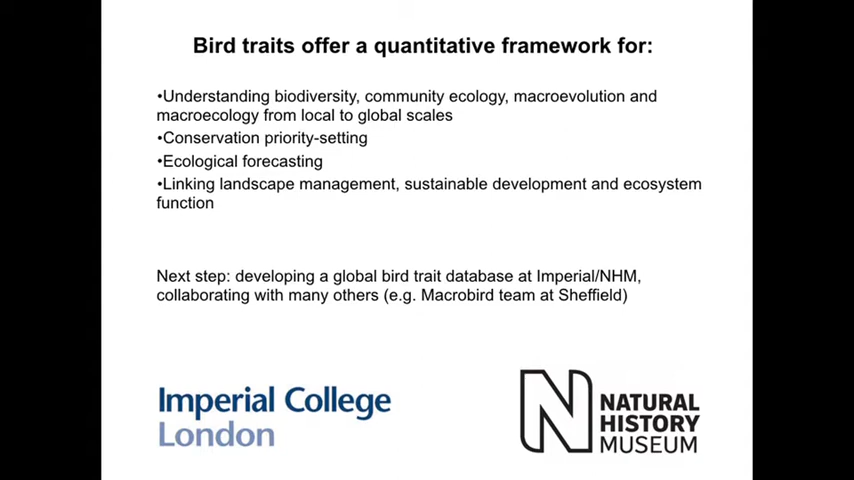 Bird traits offer a quantitative framework for:
•Understanding biodiversity, community ecology, macroevolution and
macroecology from local to global scales
•Conservation priority-setting
•Ecological forecasting
•Linking landscape management, sustainable development and ecosystem
function
Next step: developing a global bird trait database at Imperial/NHM,
collaborating with many others (e.g. Macrobird team at Sheffield)
Imperial College
London
N
NATURAL
HISTORY
MUSEUM